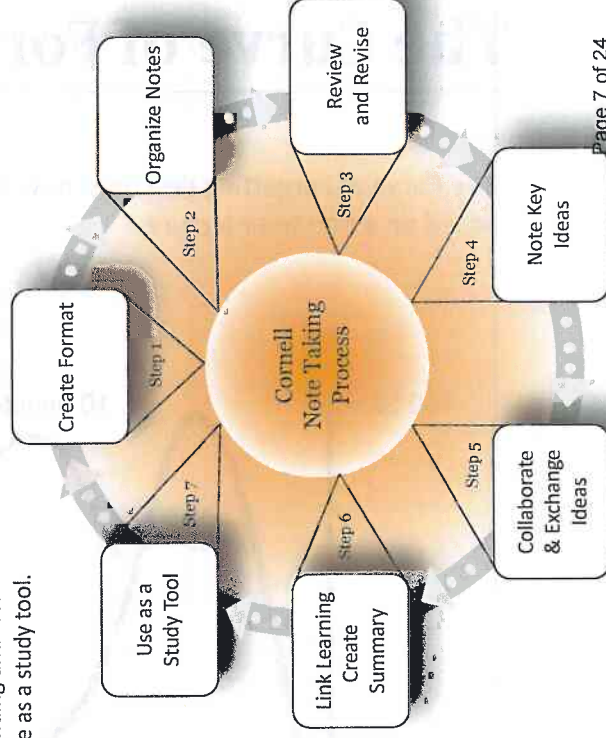 e as a study tool.
Create Format
Step 1
Organize Notes
Step 2
Review
and Revise
Step 3
Note Key
Ideas
Step 4
Collaborate
& Exchange
Ideas
Step 5
Link Learning
Create
Summary
Step 6
Use as a
Study Tool
Step 7
Cornell
Note Taking
Process
Page 7 of 24